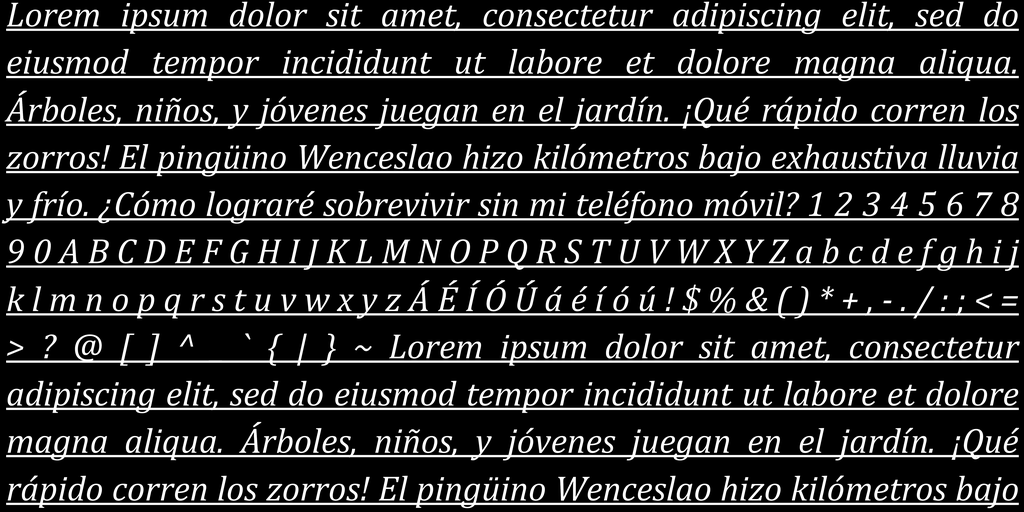 Lorem ipsum dolor sit amet, consectetur adipiscing elit, sed do
eiusmod tempor incididunt ut labore et dolore magna aliqua.
Árboles, niños, y jóvenes juegan en el jardín. ¡Qué rápido corren los
zorros! El pingüino Wenceslao hizo kilómetros bajo exhaustiva lluvia
y frío. ¿Cómo lograré sobrevivir sin mi teléfono móvil? 1 2 3 4 5 6 7 8
9 0 A B C D E F G H I J K L M N O P Q R S T U V W X Y Z a b c d e f g h i j
k l m n o p q r s t u v w x y z Á É Í Ó Ú á é í ó ú ! $ % & ( ) * + , - . / : ; < =
> ? @ [ ] ^ ` { | } ~ Lorem ipsum dolor sit amet, consectetur
adipiscing elit, sed do eiusmod tempor incididunt ut labore et dolore
magna aliqua. Árboles, niños, y jóvenes juegan en el jardín. ¡Qué
rápido corren los zorros! El pingüino Wenceslao hizo kilómetros bajo